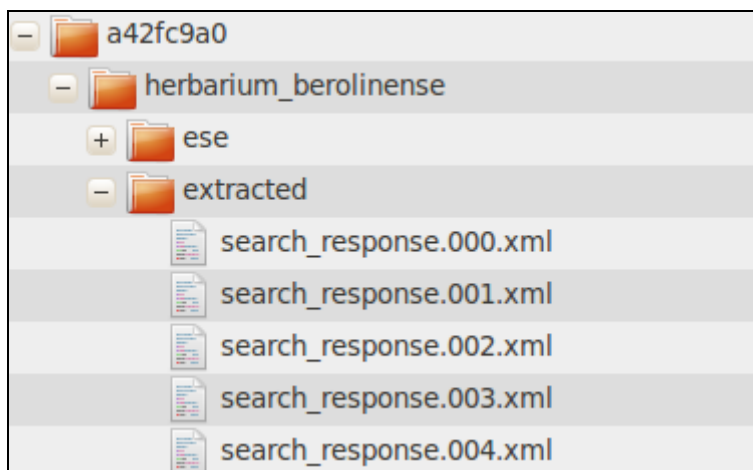 a42fc9a0
herbarium_berolinense
ese
extracted
search_response.000.xml
search_response.001.xml
search_response.002.xml
search_response.003.xml
search_response.004.xml